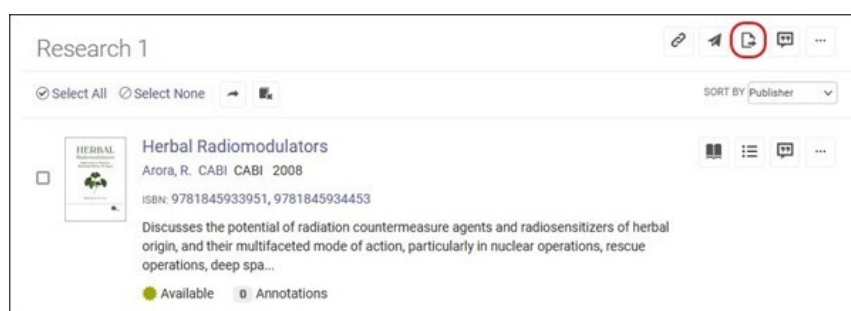 Research 1
Select All Select None
SORT BY Publisher
HERBAL
Herbal Radiomodulators
Arora, R. CABI CABI 2008
ISBN: 9781845933951, 9781845934453
Discusses the potential of radiation countermeasure agents and radiosensitizers of herbal
origin, and their multifaceted mode of action, particularly in nuclear operations, rescue
operations, deep spa...
Available 0 Annotations